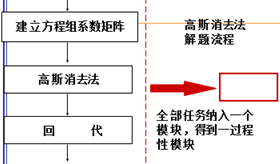 建立方程组系数矩阵
高斯消去法
解题流程
高斯消去法
回 代
全部任务纳入一个
模块，得到一过程
性模块